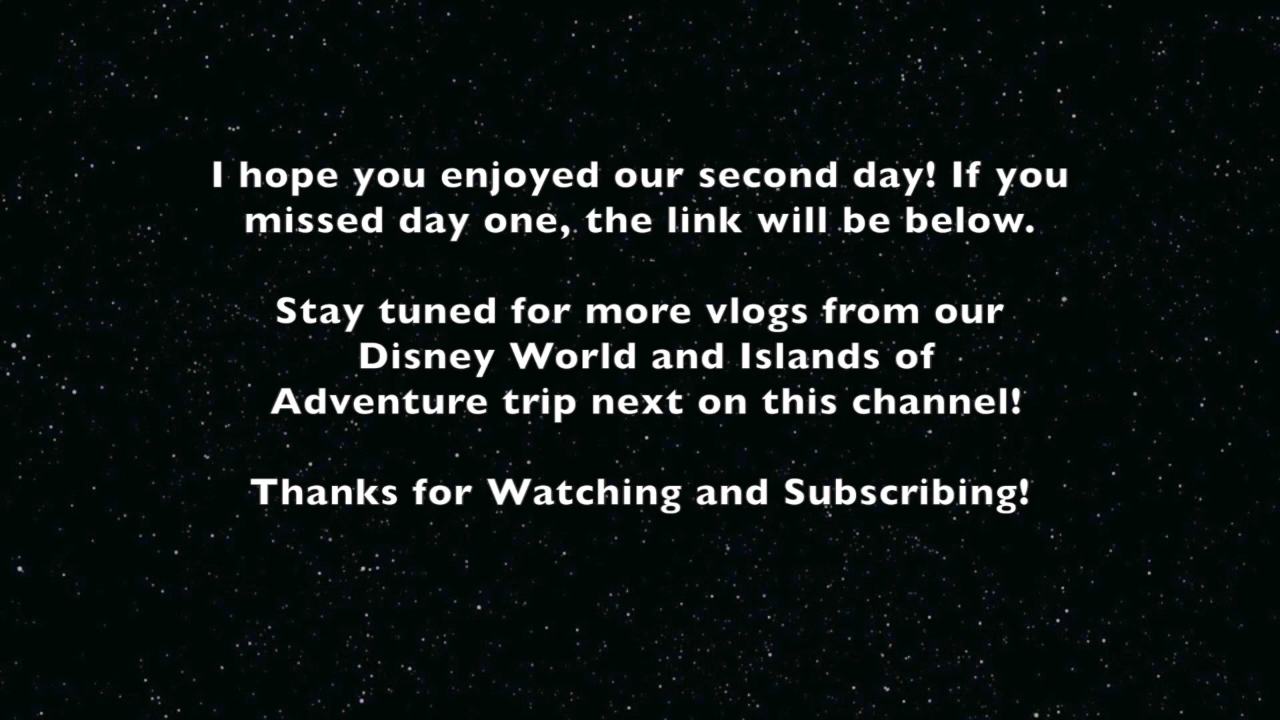 I hope you enjoyed our second day! If you
missed day one, the link will be below.
Stay tuned for more vlogs from our
Disney World and Islands of
Adventure trip next on this channel!
Thanks for Watching and Subscribing!